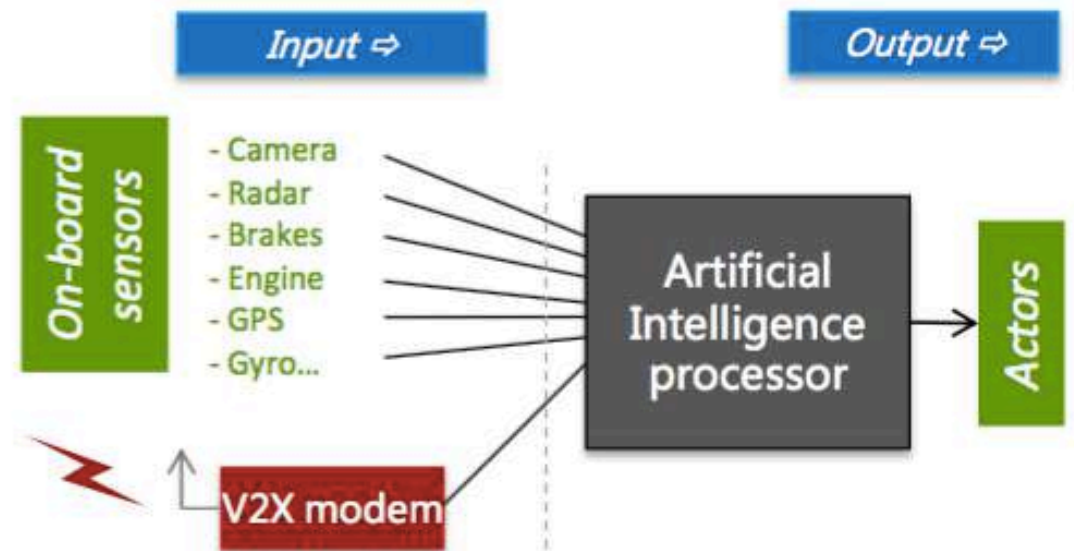 Input ⇨
Output ⇨
On-board
sensors
- Camera
- Radar
- Brakes
- Engine
- GPS
- Gyro...
Artificial
Intelligence
processor
Actors
V2X modem